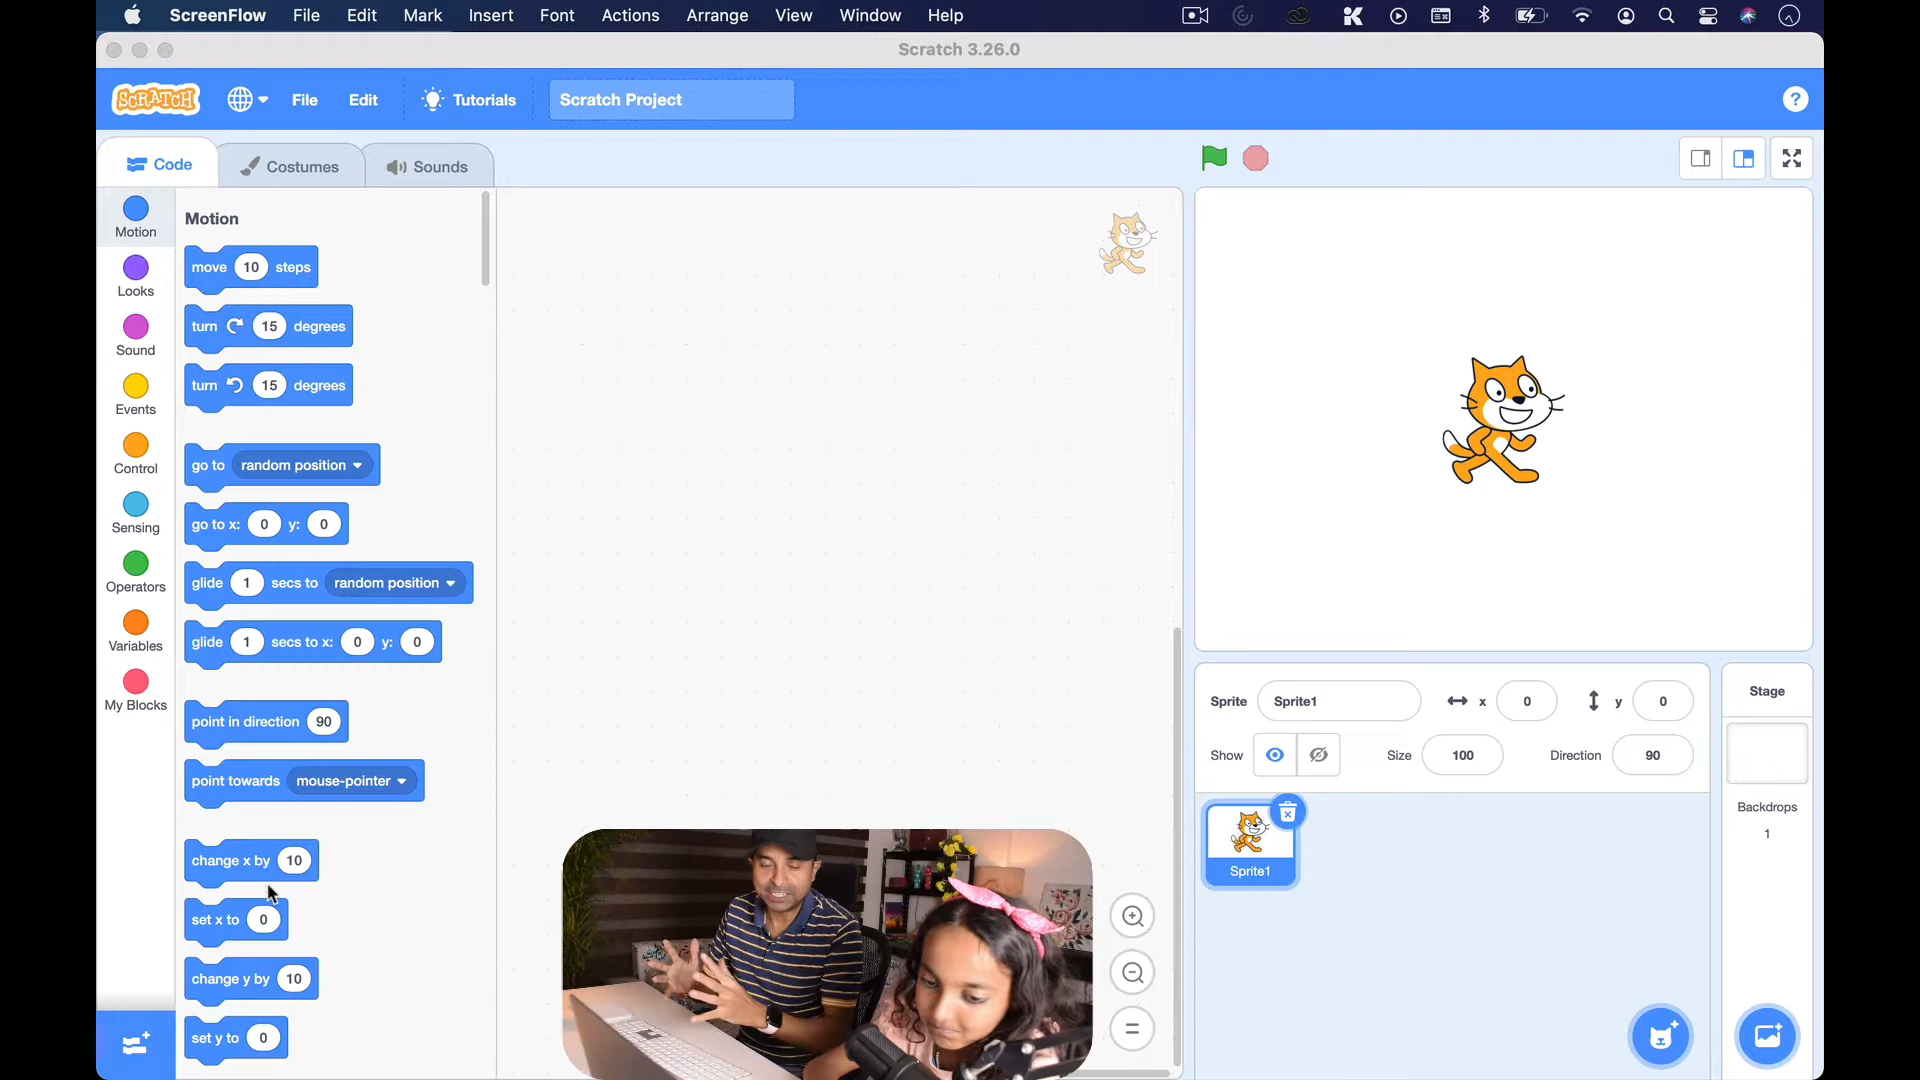 ScreenFlow File Edit Mark Insert Font Actions Arrange View Window Help
Scratch 3.26.0
SCRATCH File Edit Tutorials Scratch Project ?
Code Costumes Sounds
Motion
Looks
Sound
Events
Control
Sensing
Operators
Variables
My Blocks
Motion
move 10 steps
turn 15 degrees
turn 15 degrees
go to random position
go to x: 0 y: 0
glide 1 secs to random position
glide 1 secs to x: 0 y: 0
point in direction 90
point towards mouse-pointer
change x by 10
set x to 0
change y by 10
set y to 0
Sprite Sprite1 x 0 y 0
Show Size 100 Direction 90
Sprite1
Stage
Backdrops
1